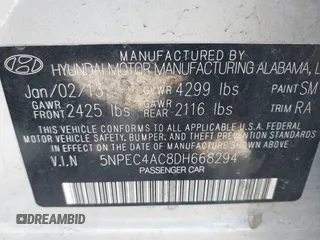 MANUFACTURED BY
HYUNDAI MOTOR MANUFACTURING ALABAMA, L
Jan/02/13 GVWR 4299 lbs PAINT SM
GAWR GAWR
FRONT 2425 lbs REAR 2116 lbs TRIM RA
THIS VEHICLE CONFORMS TO ALL APPLICABLE U.S.A. FEDERAL
MOTOR VEHICLE SAFETY, BUMPER, AND THEFT PREVENTION
STANDARDS IN EFFECT ON THE DATE OF MANUFACTURE SHOWN ABOVE.
V.I.N 5NPEC4AC8DH668294
PASSENGER CAR
DREAMBID